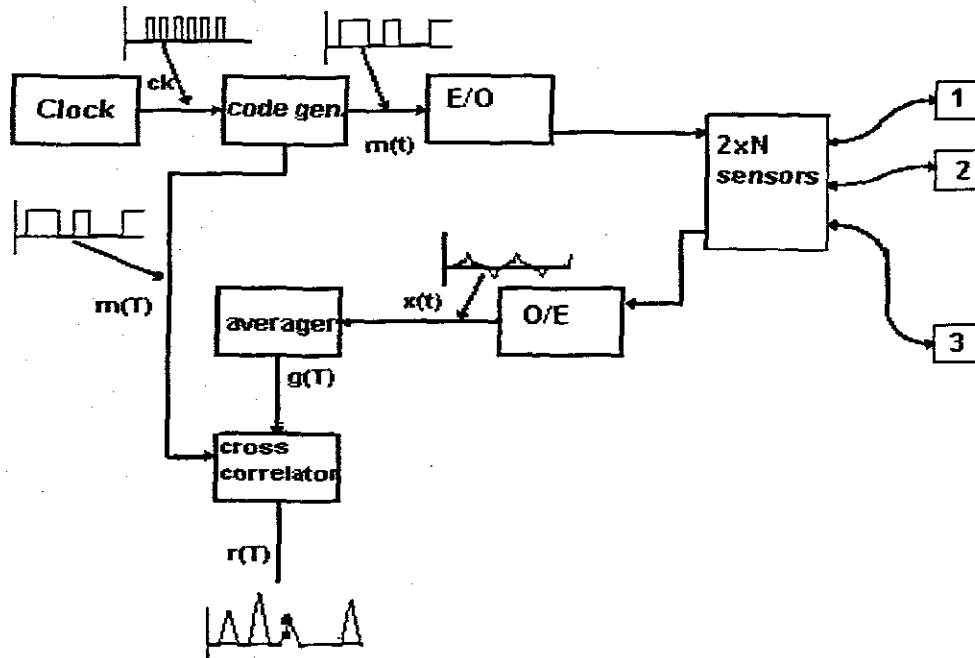 ck
Clock
code gen.
m(t)
E/O
2xN
sensors
1
2
3
m(T)
x(t)
averager
O/E
g(T)
cross
correlator
r(T)